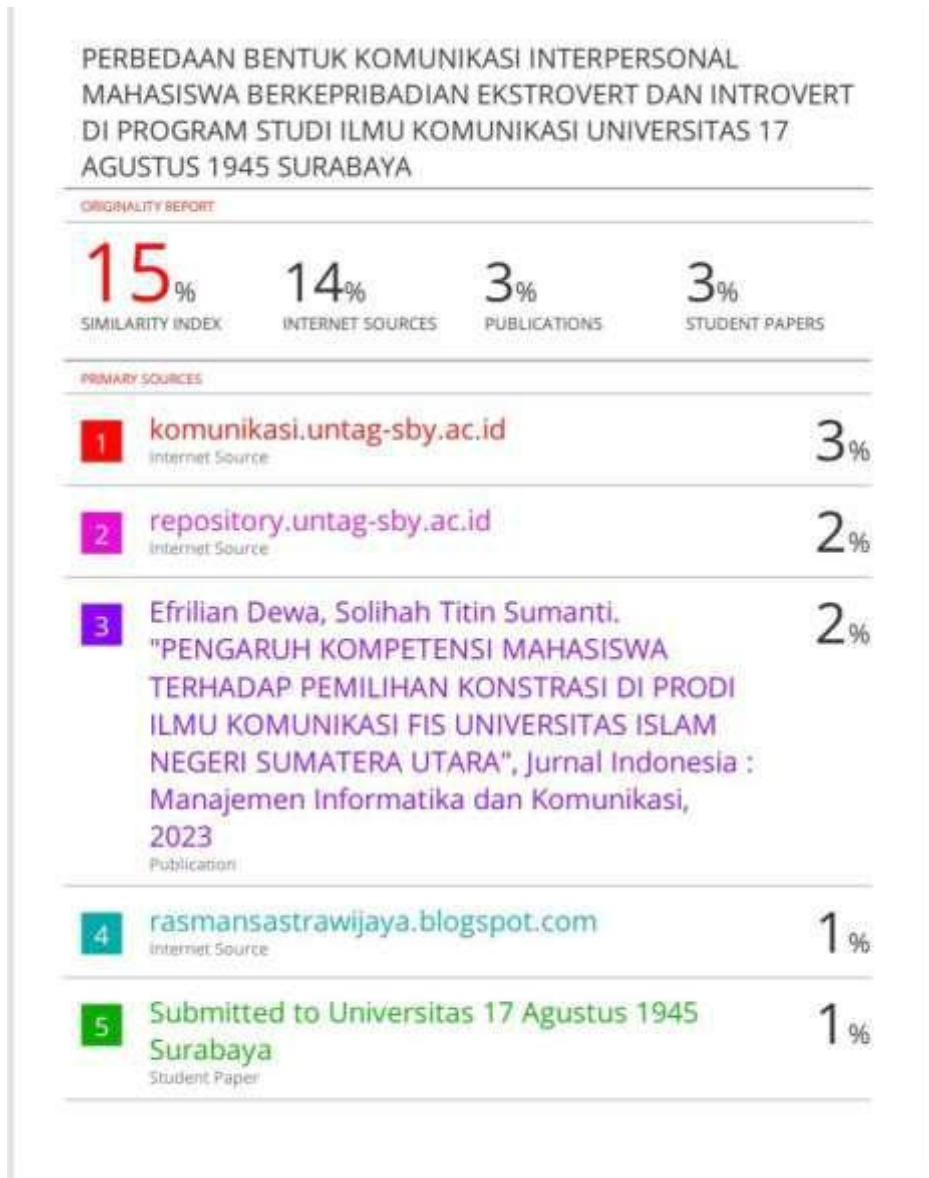 PERBEDAAN BENTUK KOMUNIKASI INTERPERSONAL
MAHASISWA BERKEPRIBADIAN EKSTROVERT DAN INTROVERT
DI PROGRAM STUDI ILMU KOMUNIKASI UNIVERSITAS 17
AGUSTUS 1945 SURABAYA
ORIGINALITY REPORT
15% 14% 3% 3%
SIMILARITY INDEX INTERNET SOURCES PUBLICATIONS STUDENT PAPERS
PRIMARY SOURCES
1 komunikasi.untag-sby.ac.id 3%
Internet Source
2 repository.untag-sby.ac.id 2%
Internet Source
3 Efrilian Dewa, Solihah Titin Sumanti. 2%
"PENGARUH KOMPETENSI MAHASISWA
TERHADAP PEMILIHAN KONSTRASI DI PRODI
ILMU KOMUNIKASI FIS UNIVERSITAS ISLAM
NEGERI SUMATERA UTARA", Jurnal Indonesia :
Manajemen Informatika dan Komunikasi,
2023
Publication
4 rasmansastrawijaya.blogspot.com 1%
Internet Source
5 Submitted to Universitas 17 Agustus 1945 1%
Surabaya
Student Paper